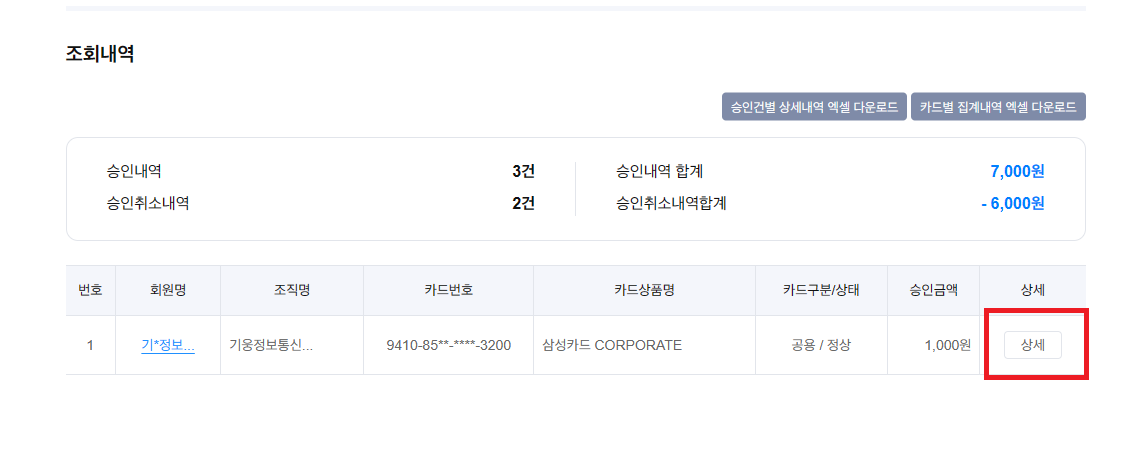 조회내역
승인건별 상세내역 엑셀 다운로드 카드별 집계내역 엑셀 다운로드
승인내역 3건 승인내역 합계 7,000원
승인취소내역 2건 승인취소내역합계 - 6,000원
번호 회원명 조직명 카드번호 카드상품명 카드구분/상태 승인금액 상세
1 기*정보... 기웅정보통신... 9410-85**-****-3200 삼성카드 CORPORATE 공용 / 정상 1,000원 상세